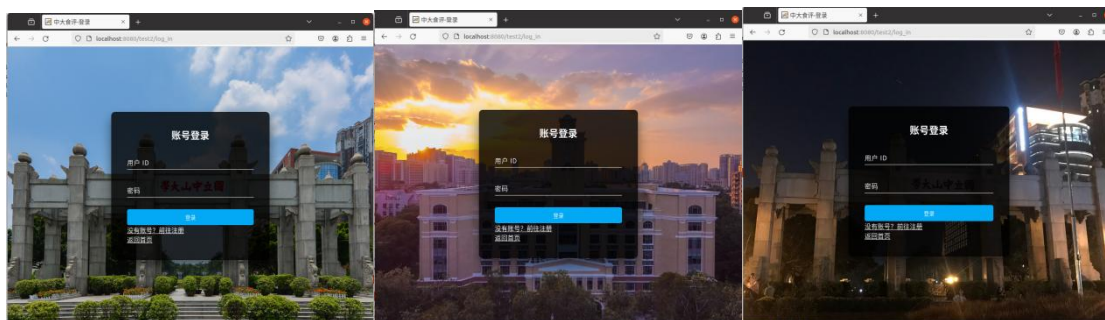 中大食评-登录
localhost:8080/test2/log_in
账号登录
用户 ID
密码
登录
没有账号？前往注册
返回首页
中大食评-登录
localhost:8080/test2/log_in
账号登录
用户 ID
密码
登录
没有账号？前往注册
返回首页
中大食评-登录
localhost:8080/test2/log_in
账号登录
用户 ID
密码
登录
没有账号？前往注册
返回首页